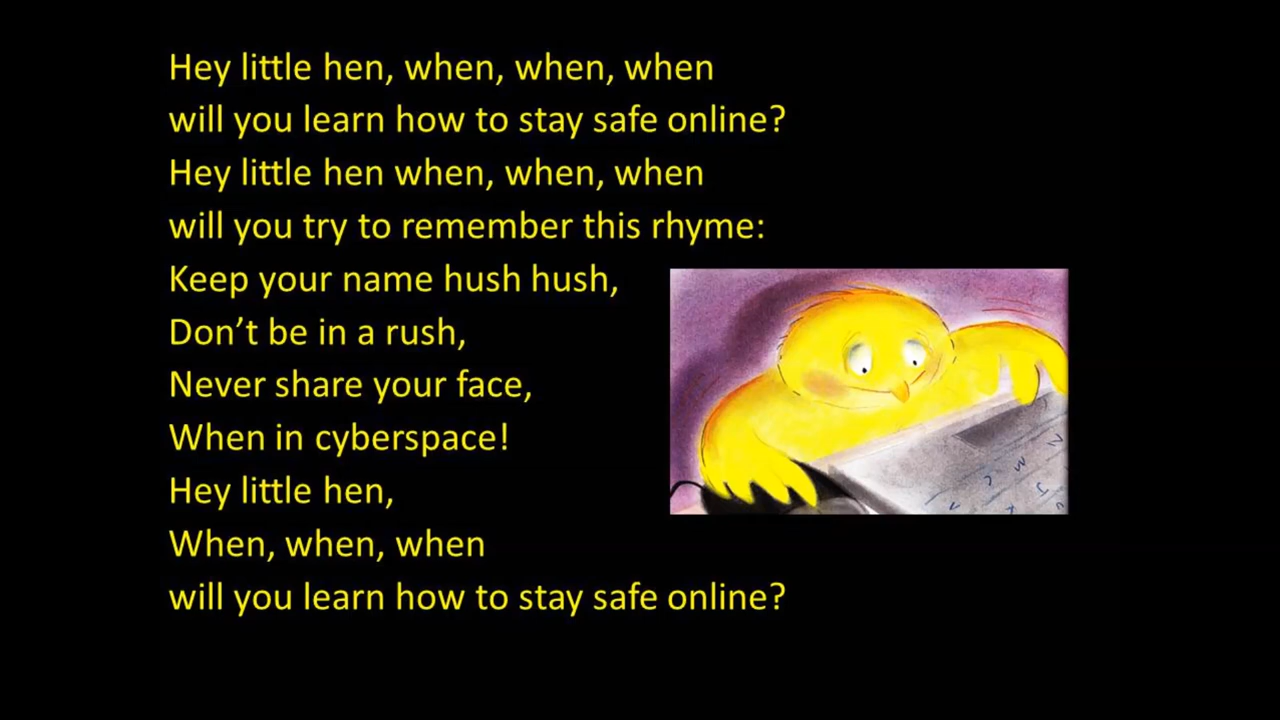 Hey little hen, when, when, when
will you learn how to stay safe online?
Hey little hen when, when, when
will you try to remember this rhyme:
Keep your name hush hush,
Don’t be in a rush,
Never share your face,
When in cyberspace!
Hey little hen,
When, when, when
will you learn how to stay safe online?